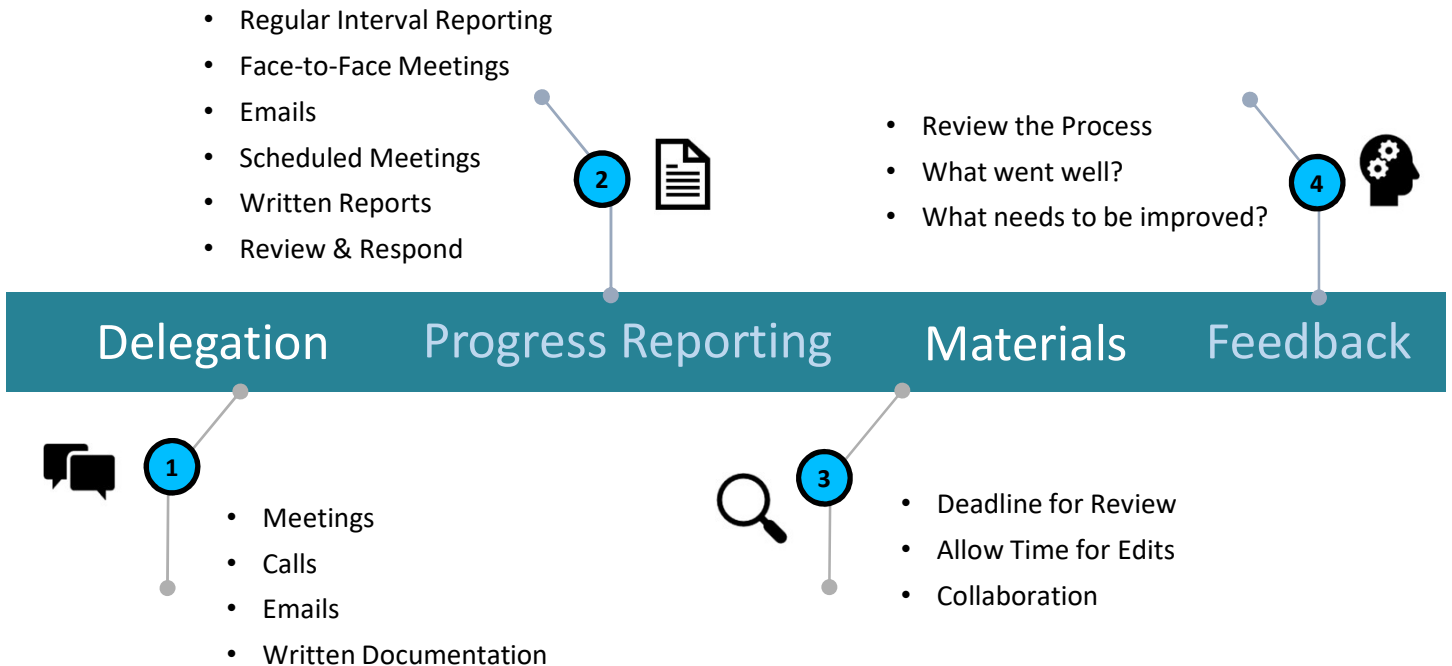 • Regular Interval Reporting
• Face-to-Face Meetings
• Emails
• Scheduled Meetings
• Written Reports
• Review & Respond
2
• Review the Process
• What went well?
• What needs to be improved?
4
Delegation
Progress Reporting
Materials
Feedback
1
• Meetings
• Calls
• Emails
• Written Documentation
3
• Deadline for Review
• Allow Time for Edits
• Collaboration